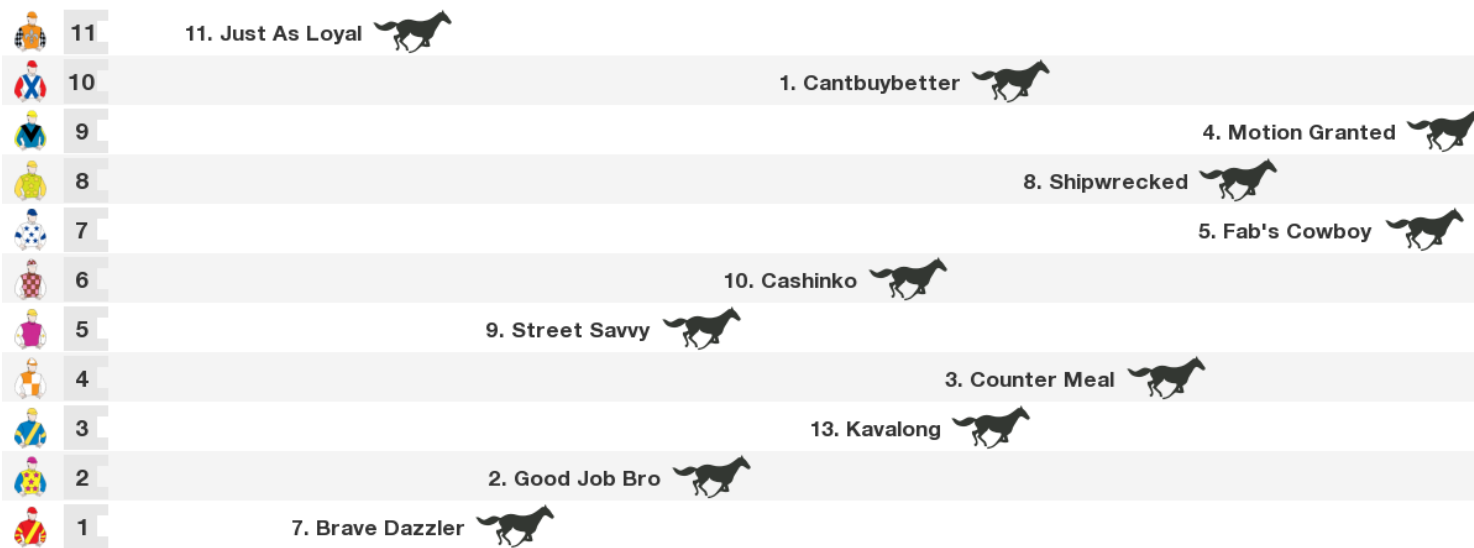 11 11. Just As Loyal
10 1. Cantbuybetter
9 4. Motion Granted
8 8. Shipwrecked
7 5. Fab's Cowboy
6 10. Cashinko
5 9. Street Savvy
4 3. Counter Meal
3 13. Kavalong
2 2. Good Job Bro
1 7. Brave Dazzler